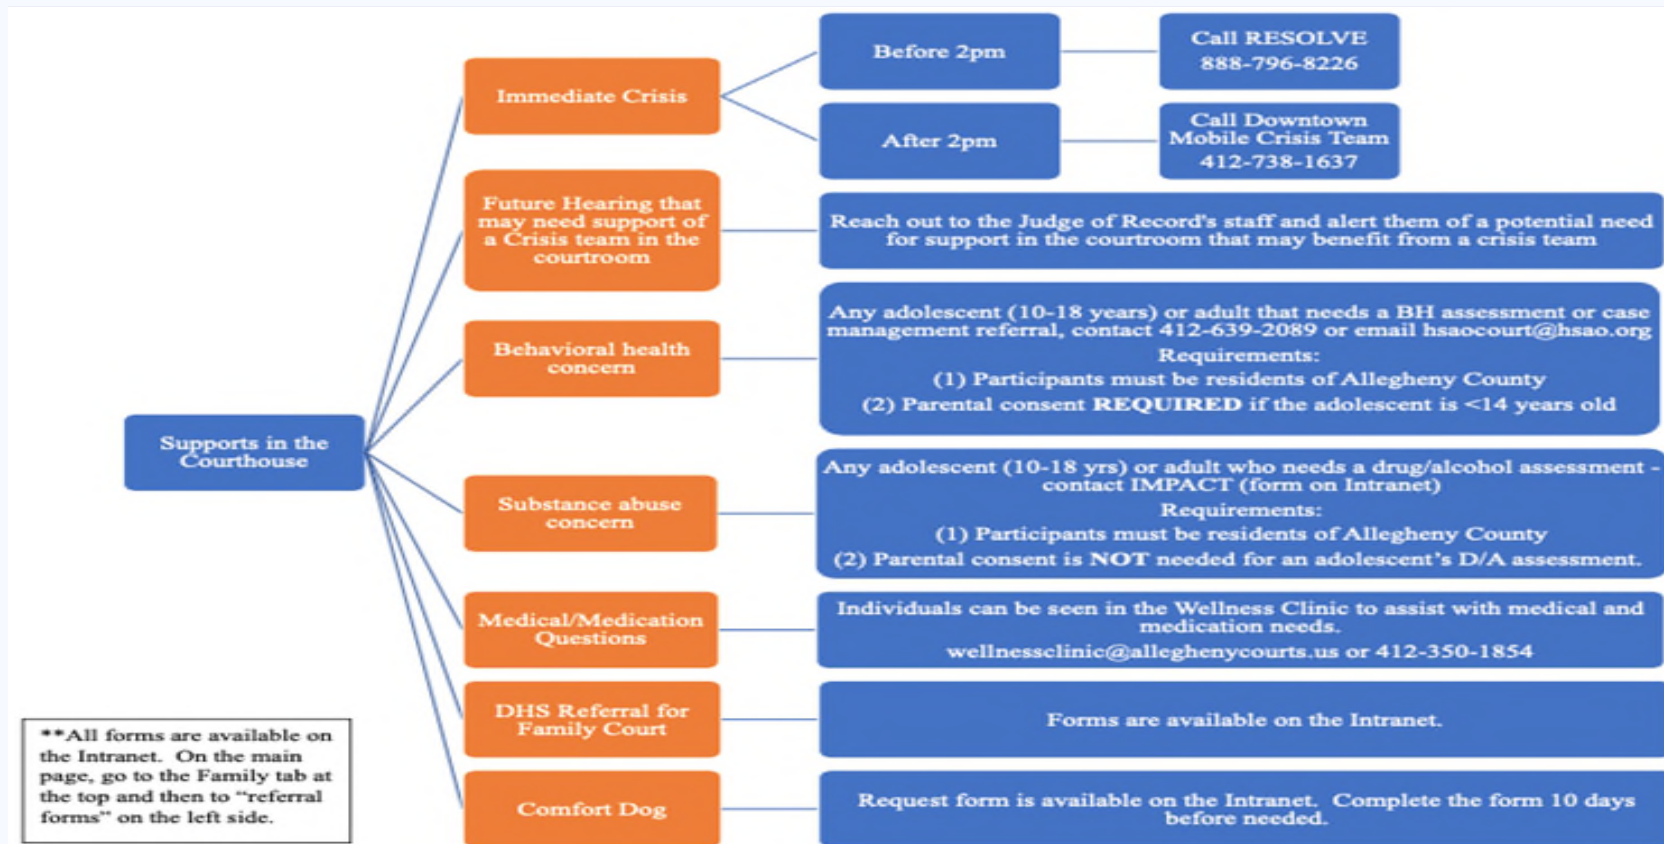 Supports in the
Courthouse
Immediate Crisis
Before 2pm
Call RESOLVE
888-796-8226
After 2pm
Call Downtown
Mobile Crisis Team
412-738-1637
Future Hearing that
may need support of
a Crisis team in the
courtroom
Reach out to the Judge of Record's staff and alert them of a potential need
for support in the courtroom that may benefit from a crisis team
Behavioral health
concern
Any adolescent (10-18 years) or adult that needs a BH assessment or case
management referral, contact 412-639-2089 or email hsaocourt@hsao.org
Requirements:
(1) Participants must be residents of Allegheny County
(2) Parental consent REQUIRED if the adolescent is <14 years old
Substance abuse
concern
Any adolescent (10-18 yrs) or adult who needs a drug/alcohol assessment -
contact IMPACT (form on Intranet)
Requirements:
(1) Participants must be residents of Allegheny County
(2) Parental consent is NOT needed for an adolescent's D/A assessment.
Medical/Medication
Questions
Individuals can be seen in the Wellness Clinic to assist with medical and
medication needs.
wellnessclinic@alleghenycourts.us or 412-350-1854
DHS Referral for
Family Court
Forms are available on the Intranet.
Comfort Dog
Request form is available on the Intranet. Complete the form 10 days
before needed.
**All forms are available on
the Intranet. On the main
page, go to the Family tab at
the top and then to “referral
forms” on the left side.